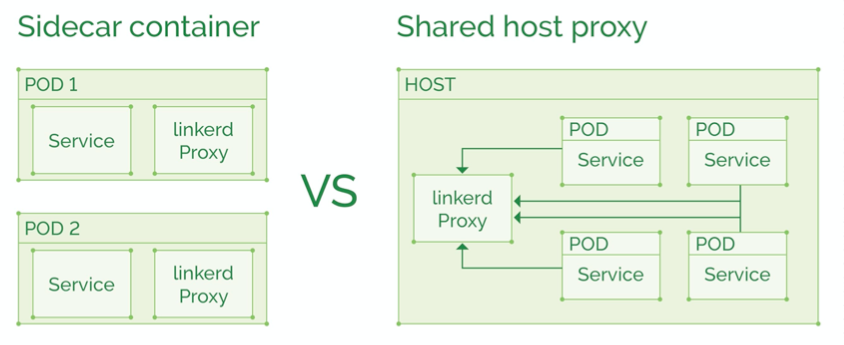 Sidecar container
POD 1
Service
linkerd
Proxy
POD 2
Service
linkerd
Proxy
VS
Shared host proxy
HOST
POD
Service
POD
Service
linkerd
Proxy
POD
Service
POD
Service